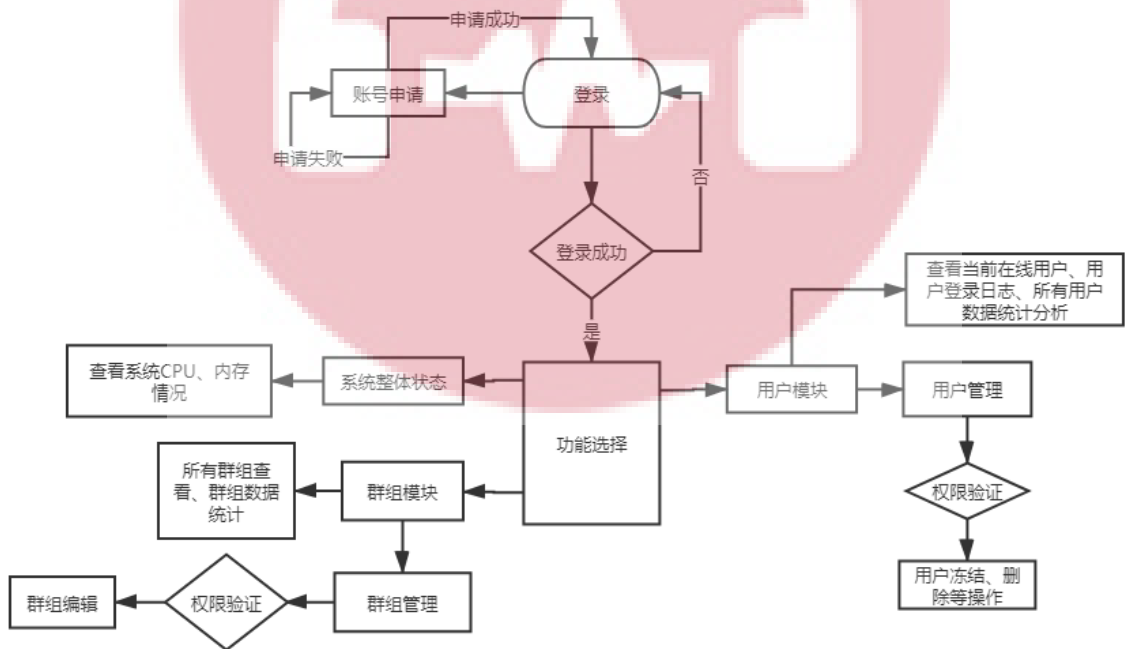 申请成功
账号申请
登录
申请失败
否
登录成功
查看当前在线用户、用
户登录日志、所有用户
数据统计分析
是
查看系统CPU、内存
情况
系统整体状态
用户模块
用户管理
功能选择
所有群组查
看、群组数据
统计
群组模块
权限验证
用户冻结、删
除等操作
群组编辑
权限验证
群组管理